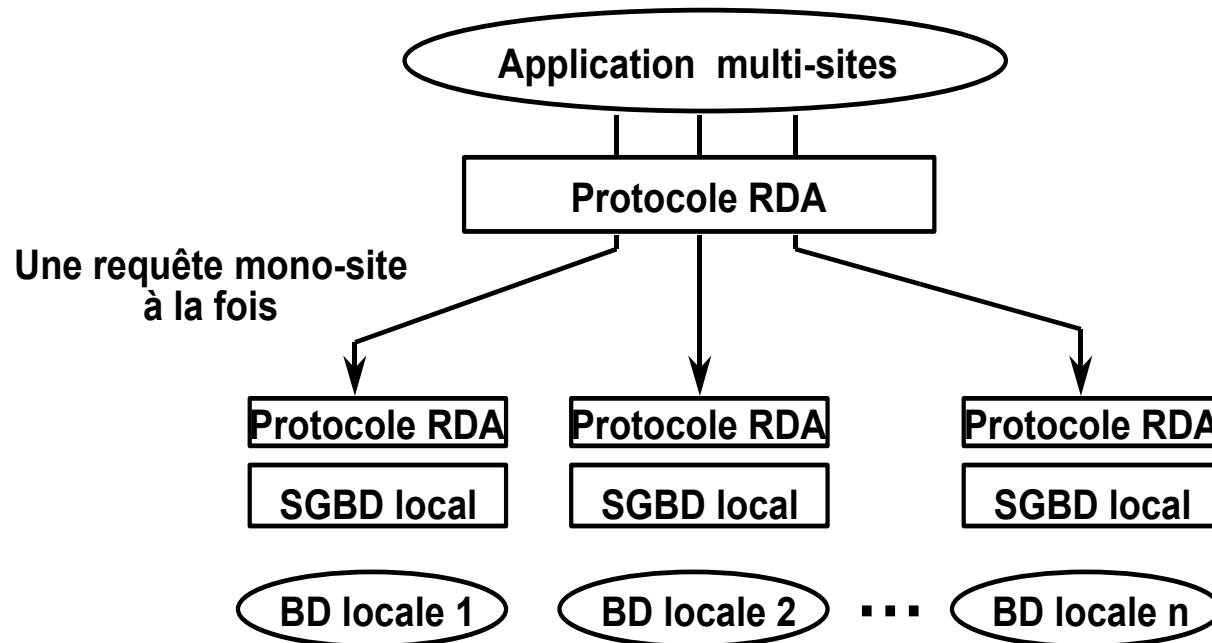 Application multi-sites
Protocole RDA
Une requête mono-site
à la fois
Protocole RDA
Protocole RDA
Protocole RDA
SGBD local
SGBD local
SGBD local
BD locale 1
BD locale 2
...
BD locale n